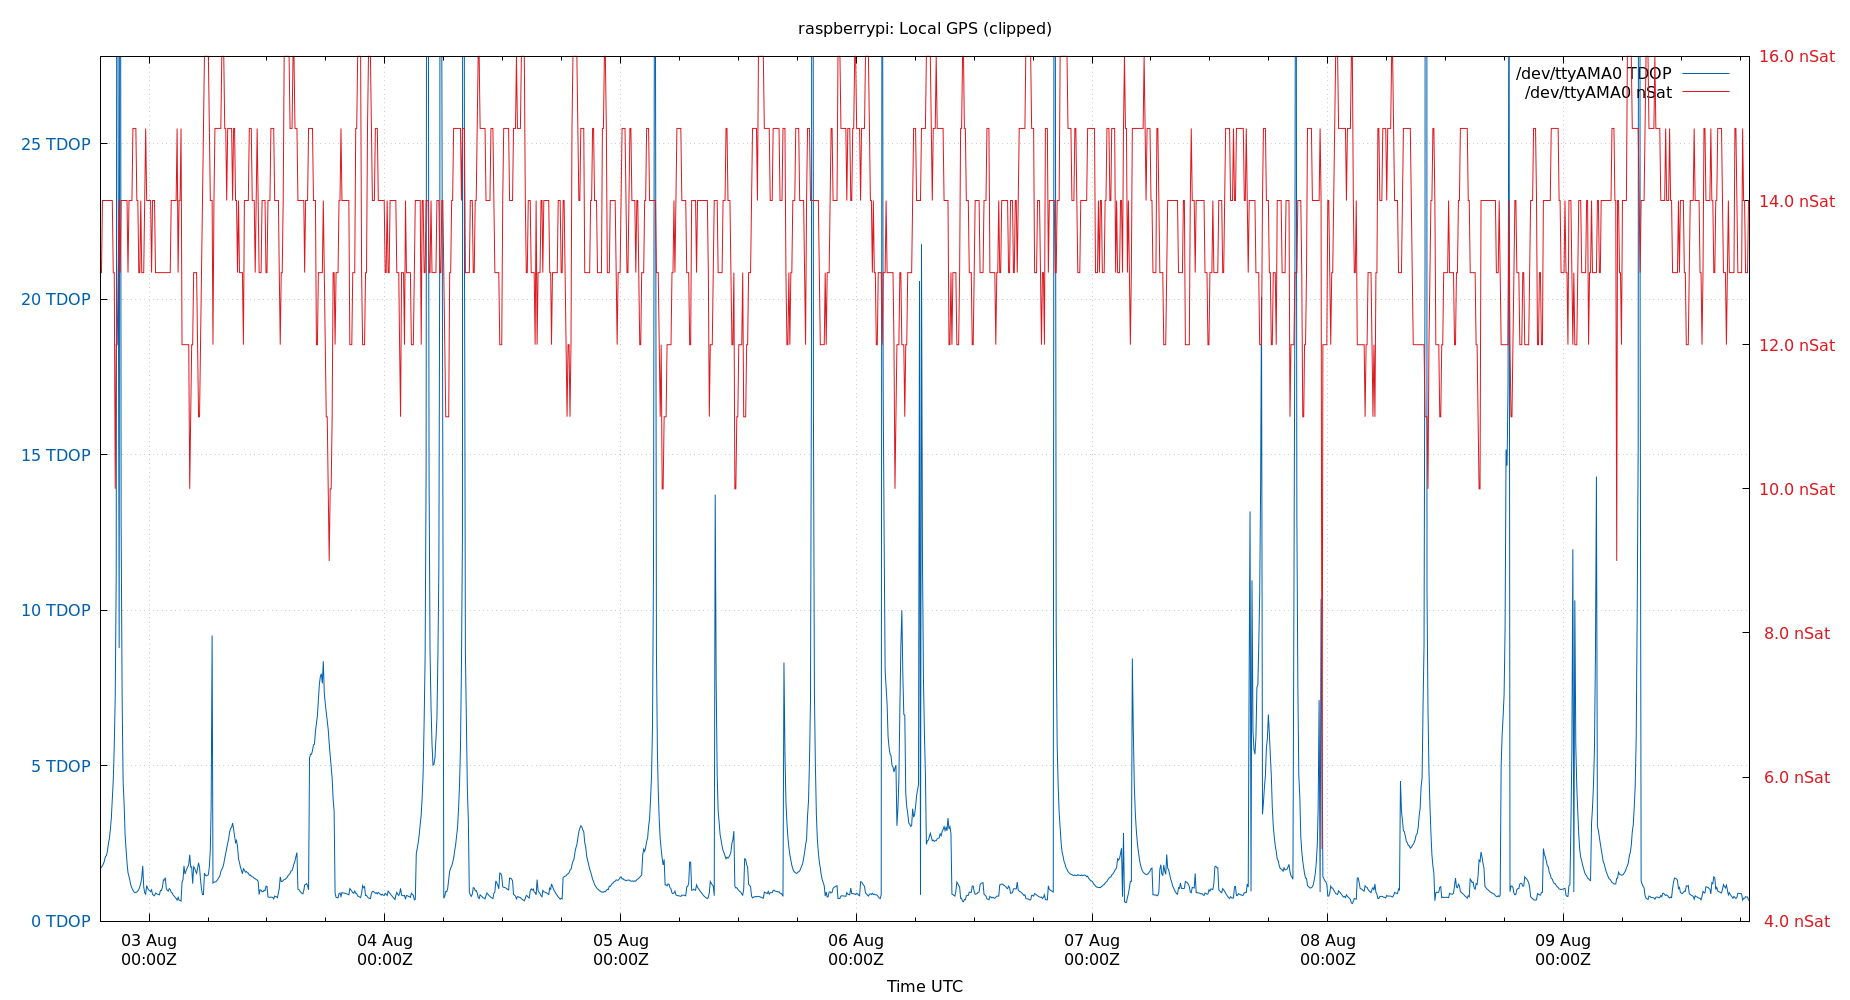 raspberrypi: Local GPS (clipped)
/dev/ttyAMA0 TDOP
/dev/ttyAMA0 nSat
25 TDOP
20 TDOP
15 TDOP
10 TDOP
5 TDOP
0 TDOP
16.0 nSat
14.0 nSat
12.0 nSat
10.0 nSat
8.0 nSat
6.0 nSat
4.0 nSat
03 Aug
00:00Z
04 Aug
00:00Z
05 Aug
00:00Z
06 Aug
00:00Z
07 Aug
00:00Z
08 Aug
00:00Z
09 Aug
00:00Z
Time UTC